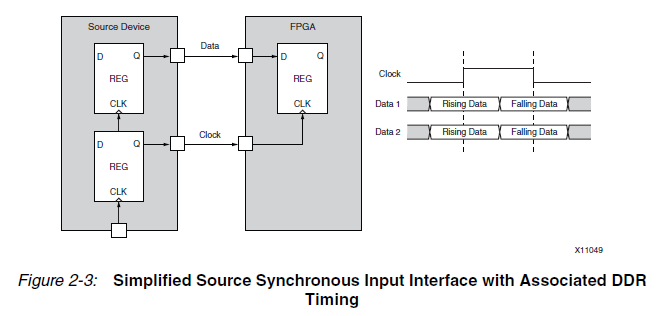 Source Device
FPGA
Data
D Q
REG
CLK
D Q
REG
CLK
Clock
D Q
REG
CLK
Clock
Data 1 Rising Data Falling Data
Data 2 Rising Data Falling Data
X11049
Figure 2-3: Simplified Source Synchronous Input Interface with Associated DDR
Timing